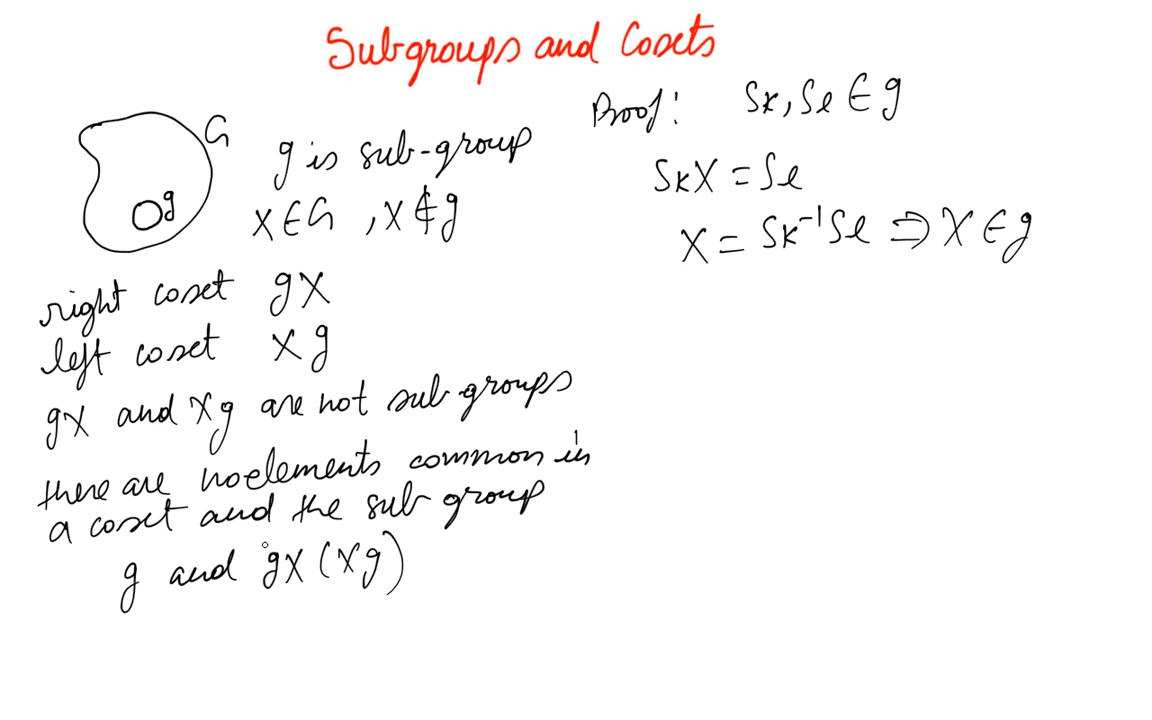 Subgroups and Cosets
G
g
g is sub-group
X ∈ G , X ∉ g
right coset gX
left coset Xg
gX and Xg are not sub groups
there are no elements common in
a coset and the sub group
g and gX (Xg)
Proof: Sk, Sl ∈ g
SkX = Sl
X = Sk⁻¹Sl ⇒ X ∈ g